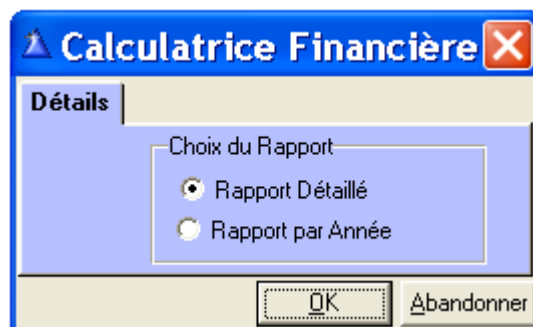 Calculatrice Financière
Détails
Choix du Rapport
Rapport Détaillé
Rapport par Année
OK Abandonner